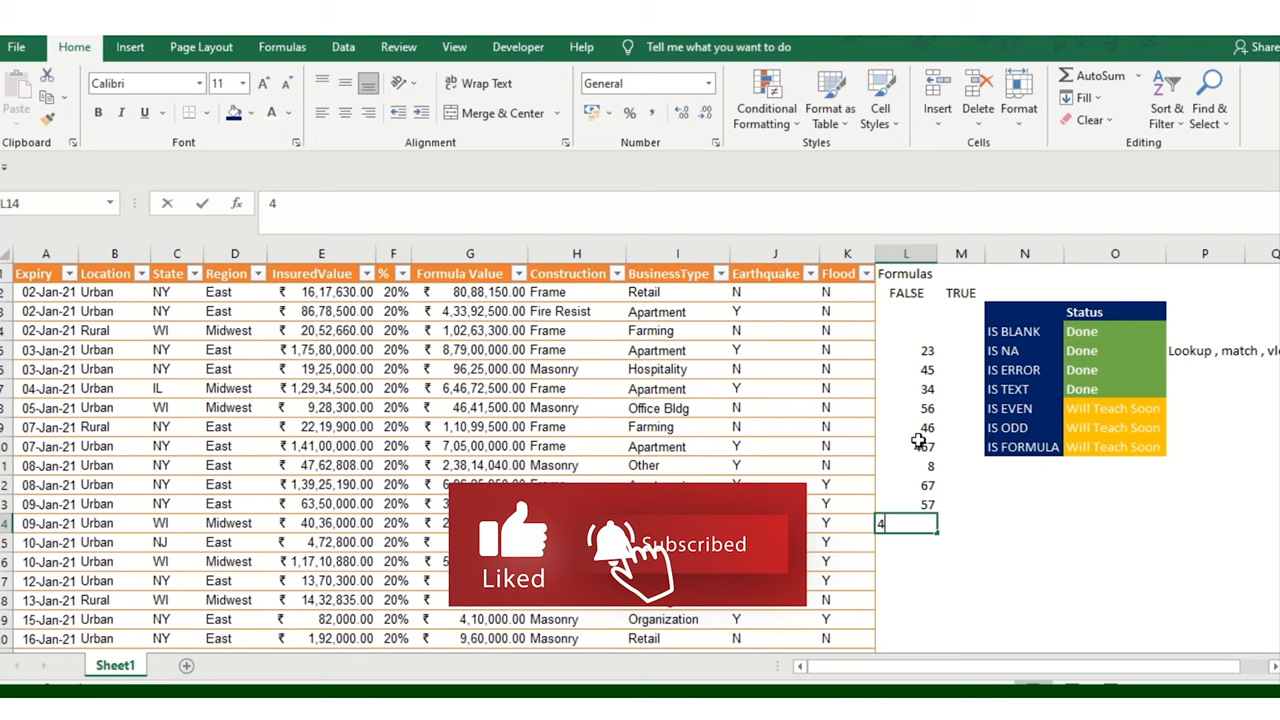 File Home Insert Page Layout Formulas Data Review View Developer Help Tell me what you want to do Share
Calibri 11 Wrap Text General AutoSum
Paste B I U Merge & Center % Conditional Formatting Format as Table Cell Styles Insert Delete Format Fill Clear Sort & Filter Find & Select
Clipboard Font Alignment Number Styles Cells Editing
L14 fx 4
A B C D E F G H I J K L M N O P Q
Expiry Location State Region InsuredValue % Formula Value Construction BusinessType Earthquake Flood Formulas
2 02-Jan-21 Urban NY East ₹ 16,17,630.00 20% ₹ 80,88,150.00 Frame Retail N N FALSE TRUE
3 02-Jan-21 Urban NY East ₹ 86,78,500.00 20% ₹ 4,33,92,500.00 Fire Resist Apartment Y N Status
4 02-Jan-21 Rural WI Midwest ₹ 20,52,660.00 20% ₹ 1,02,63,300.00 Frame Farming N N IS BLANK Done
5 03-Jan-21 Urban NY East ₹ 1,75,80,000.00 20% ₹ 8,79,00,000.00 Frame Apartment Y N 23 IS NA Done Lookup , match , vl
03-Jan-21 Urban NY East ₹ 19,25,000.00 20% ₹ 96,25,000.00 Masonry Hospitality N N 45 IS ERROR Done
7 04-Jan-21 Urban IL Midwest ₹ 1,29,34,500.00 20% ₹ 6,46,72,500.00 Frame Apartment Y N 34 IS TEXT Done
8 05-Jan-21 Urban WI Midwest ₹ 9,28,300.00 20% ₹ 46,41,500.00 Masonry Office Bldg N N 56 IS EVEN Will Teach Soon
9 07-Jan-21 Urban WI Midwest ₹ 22,19,900.00 20% ₹ 1,10,99,500.00 Frame Farming N N 46 IS ODD Will Teach Soon
0 07-Jan-21 Urban NY East ₹ 1,41,00,000.00 20% ₹ 7,05,00,000.00 Frame Apartment Y N IS FORMULA Will Teach Soon
1 08-Jan-21 Urban NY East ₹ 47,62,808.00 20% ₹ 2,38,14,040.00 Masonry Other Y N 8
2 08-Jan-21 Urban NY East ₹ 1,39,25,190.00 20% ₹ Y 67
3 09-Jan-21 Urban NY East ₹ 63,50,000.00 20% ₹ Y 57
4 09-Jan-21 Urban WI Midwest ₹ 40,36,000.00 20% ₹ Y 4
5 10-Jan-21 Urban NJ East ₹ 4,72,800.00 20% ₹ Y
6 10-Jan-21 Urban NY East ₹ 1,17,10,880.00 20% ₹ Y
7 12-Jan-21 Urban NY East ₹ 13,70,300.00 20% ₹ Y
8 13-Jan-21 Rural WI Midwest ₹ 14,32,835.00 20% ₹ N
9 15-Jan-21 Urban NY East ₹ 82,000.00 20% ₹ 4,10,000.00 Masonry Organization Y Y
0 16-Jan-21 Urban NY East ₹ 1,92,000.00 20% ₹ 9,60,000.00 Masonry Retail N N
Liked Subscribed
Sheet1